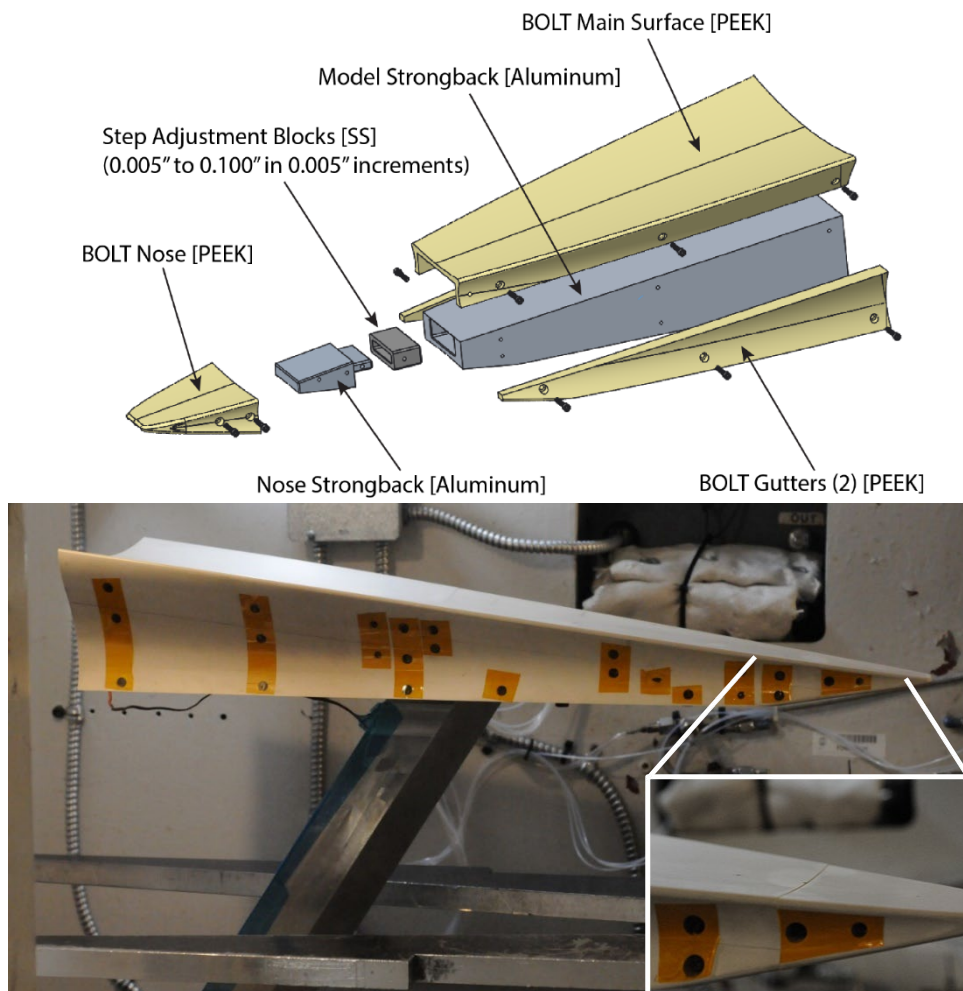 BOLT Main Surface [PEEK]
Model Strongback [Aluminum]
Step Adjustment Blocks [SS]
(0.005” to 0.100” in 0.005” increments)
BOLT Nose [PEEK]
Nose Strongback [Aluminum]
BOLT Gutters (2) [PEEK]
OUT